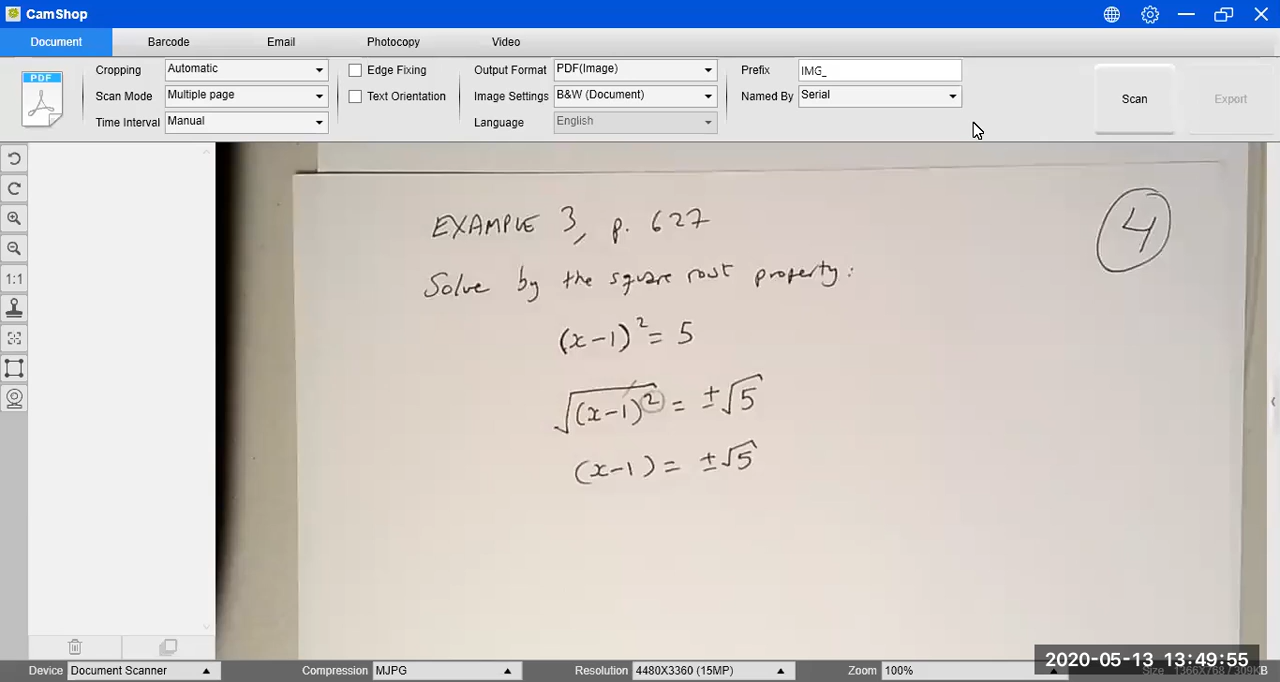 CamShop
Document Barcode Email Photocopy Video
Cropping Automatic Edge Fixing Output Format PDF(Image) Prefix IMG_
PDF Scan Mode Multiple page Text Orientation Image Settings B&W (Document) Named By Serial Scan Export
Time Interval Manual Language English
1:1
EXAMPLE 3, p. 627
4
Solve by the square root property:
(x-1)² = 5
√(x-1)² = ±√5
(x-1) = ±√5
2020-05-13 13:49:55
Device Document Scanner Compression MJPG Resolution 4480X3360 (15MP) Zoom 100%